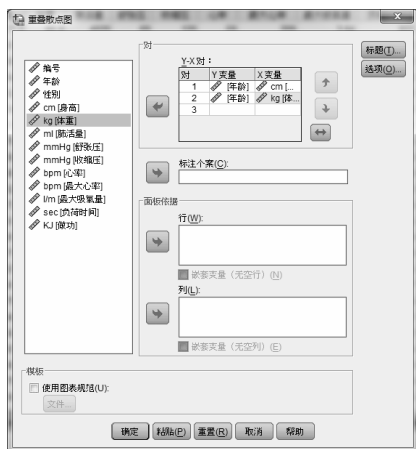 重叠散点图
对
标题(T)...
选项(O)...
Y-X对：
对 Y变量 X变量
1 [年龄] cm [...
2 [年龄] kg [体...
3
编号
年龄
性别
cm [身高]
kg [体重]
ml [肺活量]
mmHg [舒张压]
mmHg [收缩压]
bpm [心率]
bpm [最大心率]
l/m [最大吸氧量]
sec [负荷时间]
KJ [做功]
标注个案(C):
面板依据
行(W):
嵌套变量（无空行）(N)
列(L):
嵌套变量（无空列）(E)
模板
使用图表规范(U):
文件...
确定 粘贴(P) 重置(R) 取消 帮助